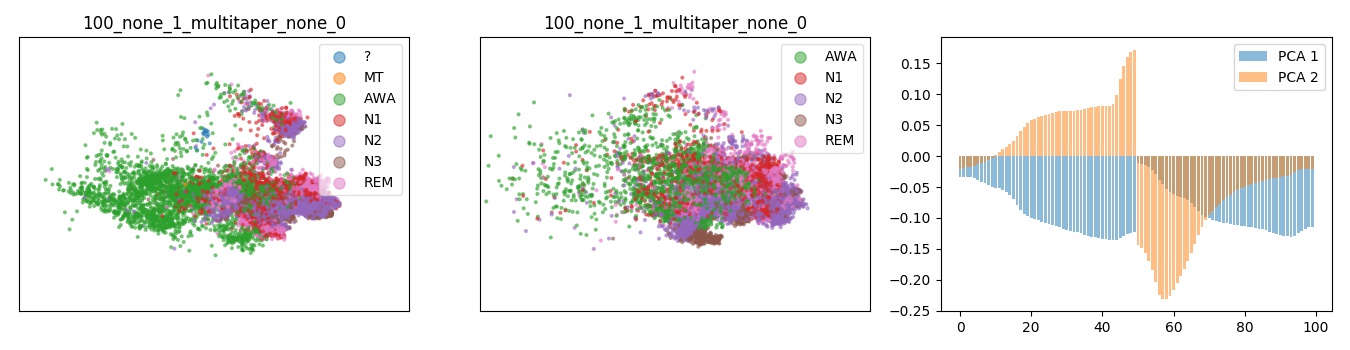 100_none_1_multitaper_none_0
?
MT
AWA
N1
N2
N3
REM
100_none_1_multitaper_none_0
AWA
N1
N2
N3
REM
PCA 1
PCA 2
0.15
0.10
0.05
0.00
−0.05
−0.10
−0.15
−0.20
−0.25
0 20 40 60 80 100